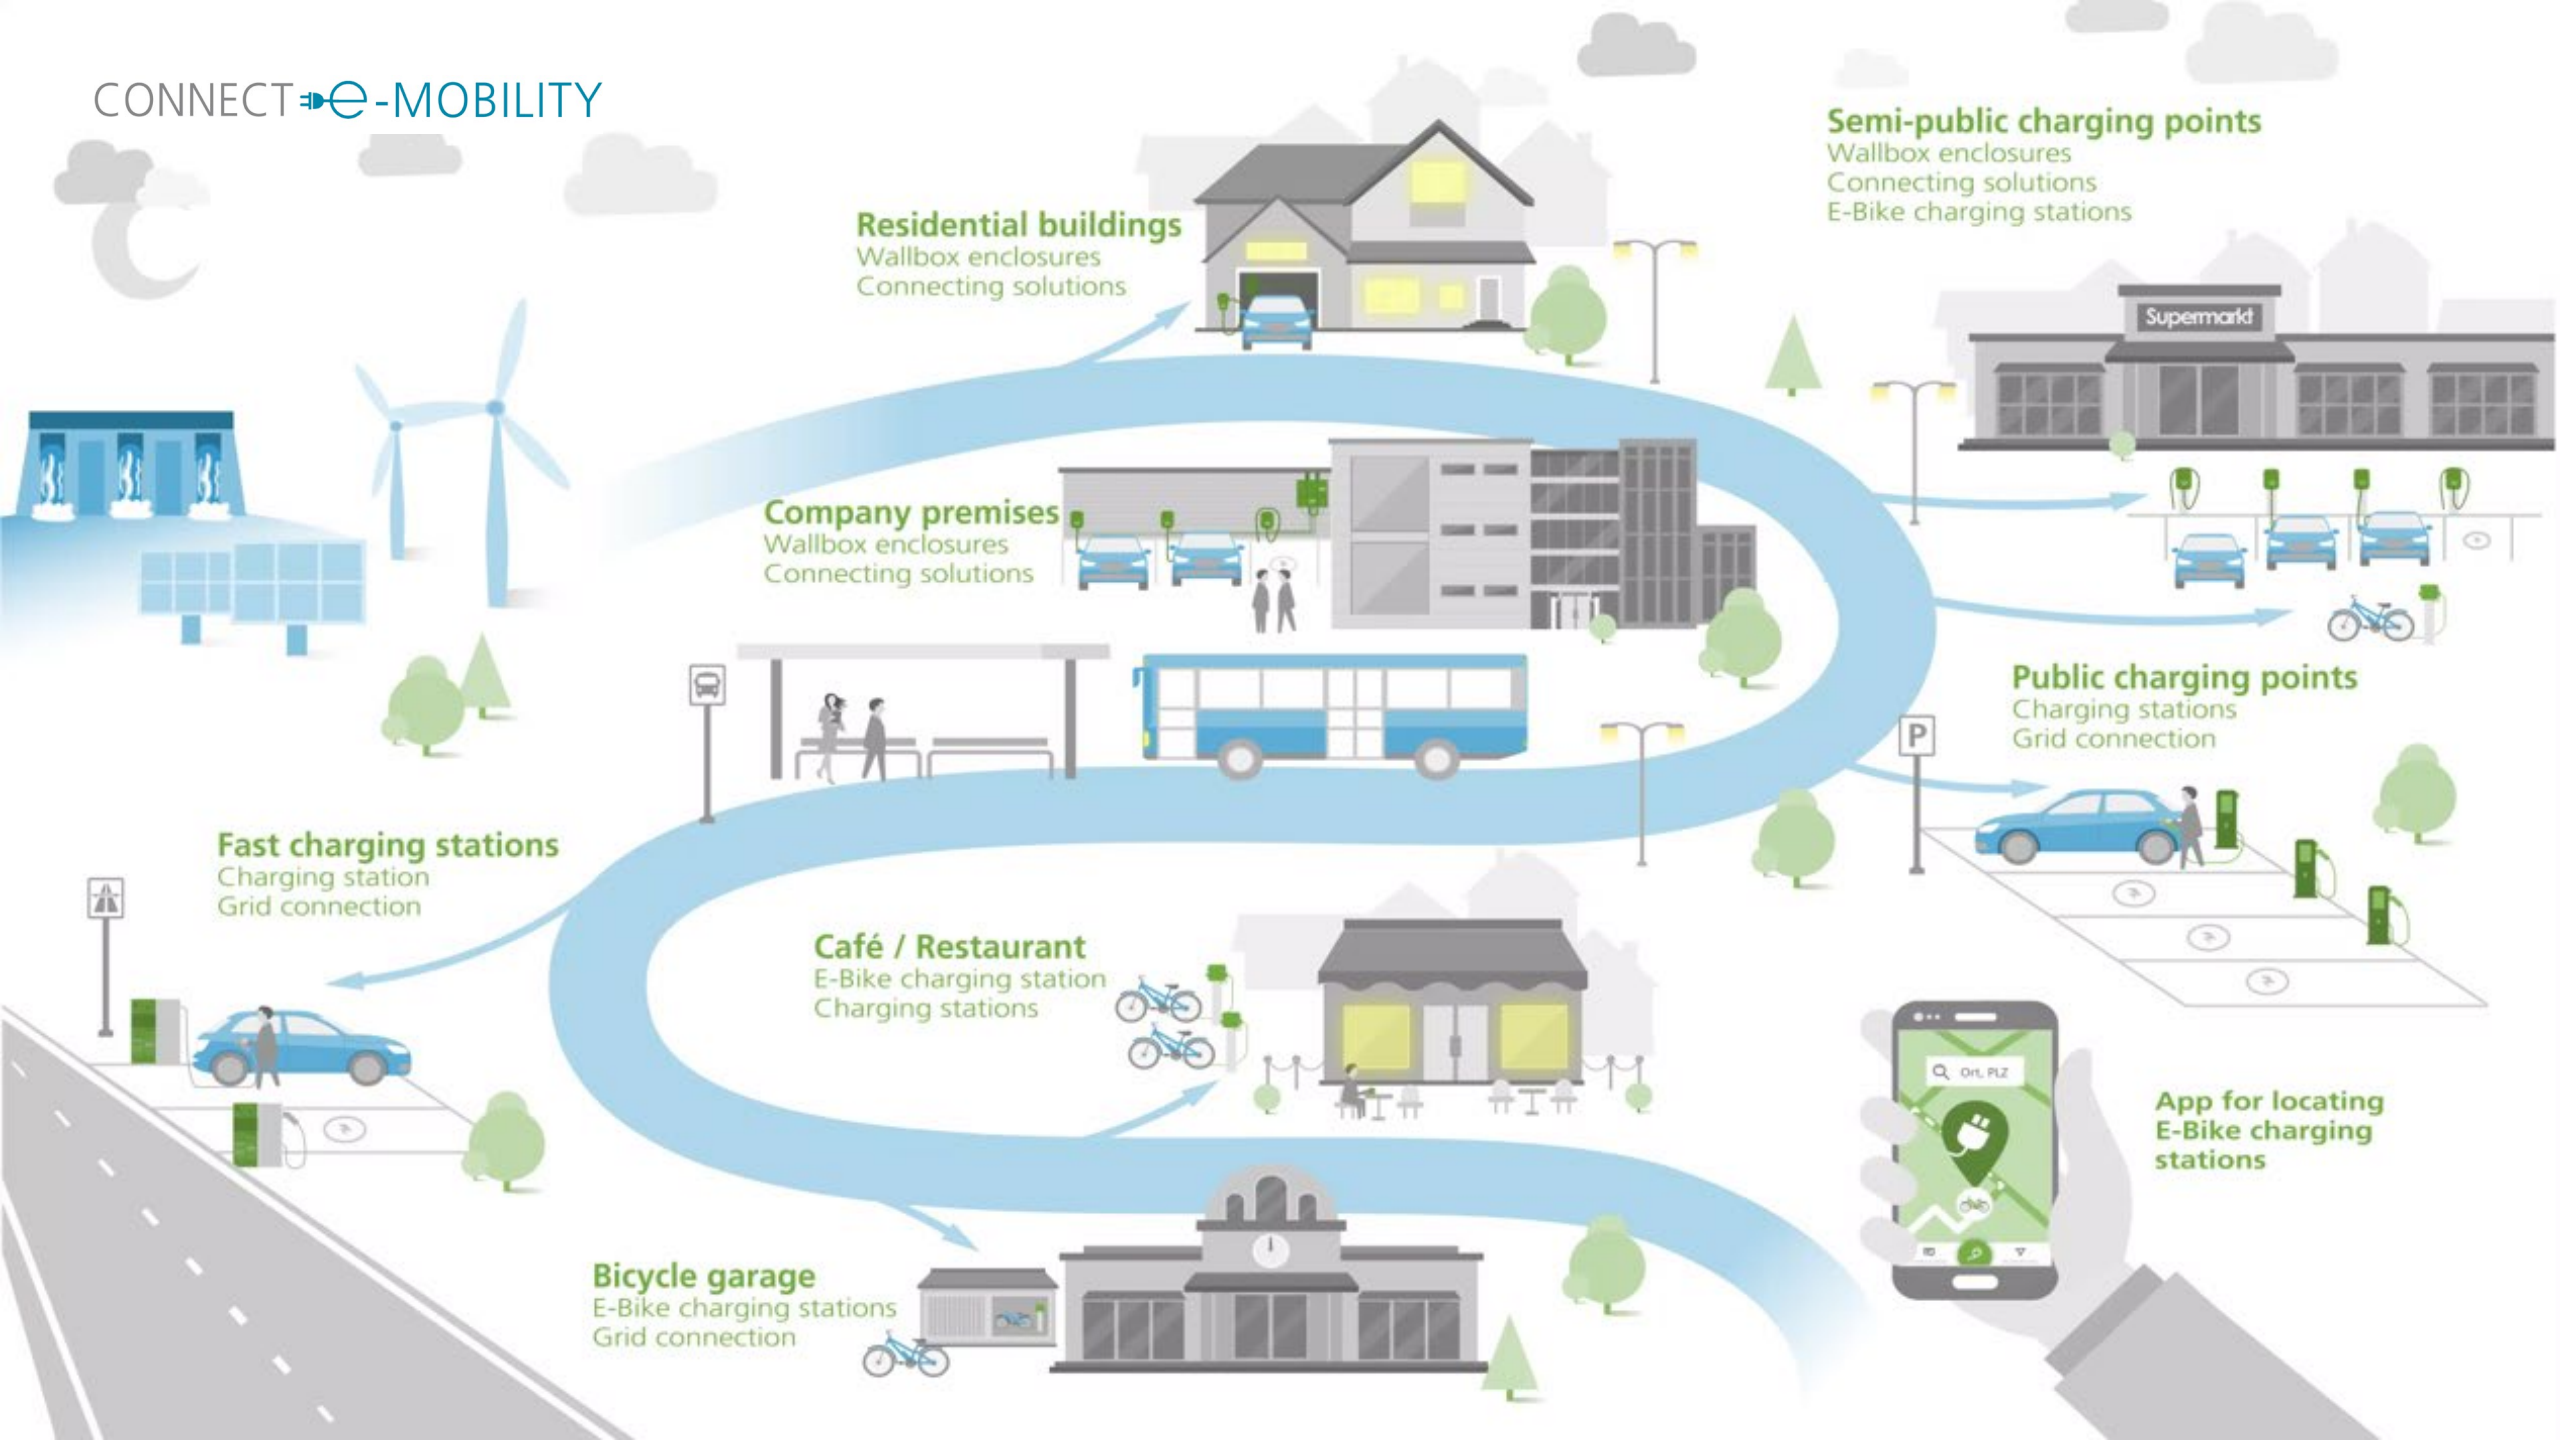 CONNECT e-MOBILITY
Residential buildings
Wallbox enclosures
Connecting solutions
Semi-public charging points
Wallbox enclosures
Connecting solutions
E-Bike charging stations
Supermarkt
Company premises
Wallbox enclosures
Connecting solutions
Public charging points
Charging stations
Grid connection
P
Fast charging stations
Charging station
Grid connection
Café / Restaurant
E-Bike charging station
Charging stations
Ort, PLZ
App for locating
E-Bike charging
stations
Bicycle garage
E-Bike charging stations
Grid connection